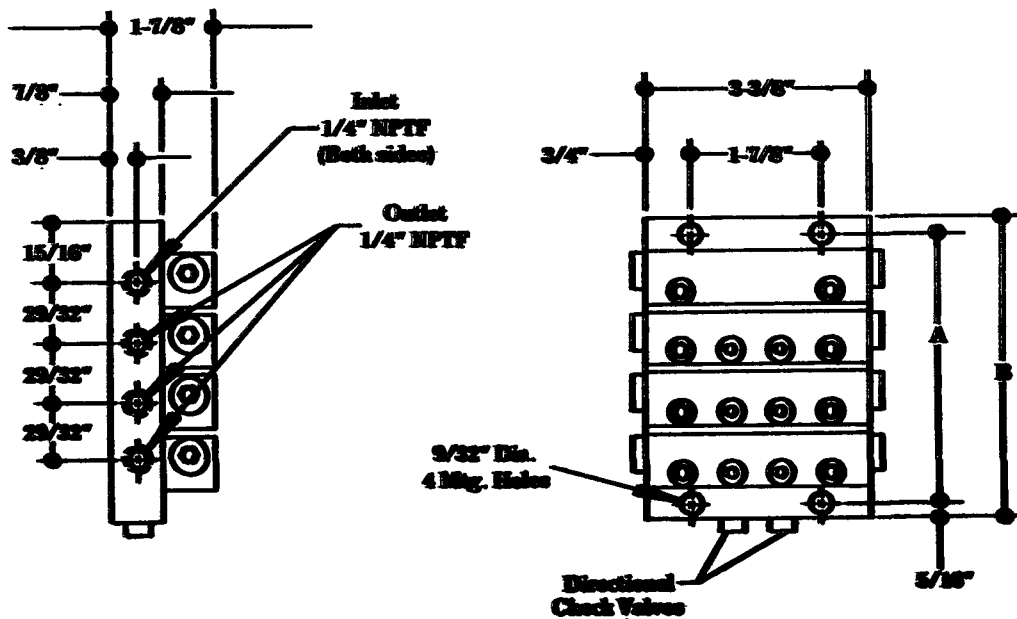 1-7/8"
7/8"
3/8"
Inlet
1/4" NPTF
(Both sides)
Outlet
1/4" NPTF
15/16"
29/32"
29/32"
29/32"
3-3/8"
3/4"
1-7/8"
A
B
9/32" Dia.
4 Mtg. Holes
5/16"
Directional
Check Valves